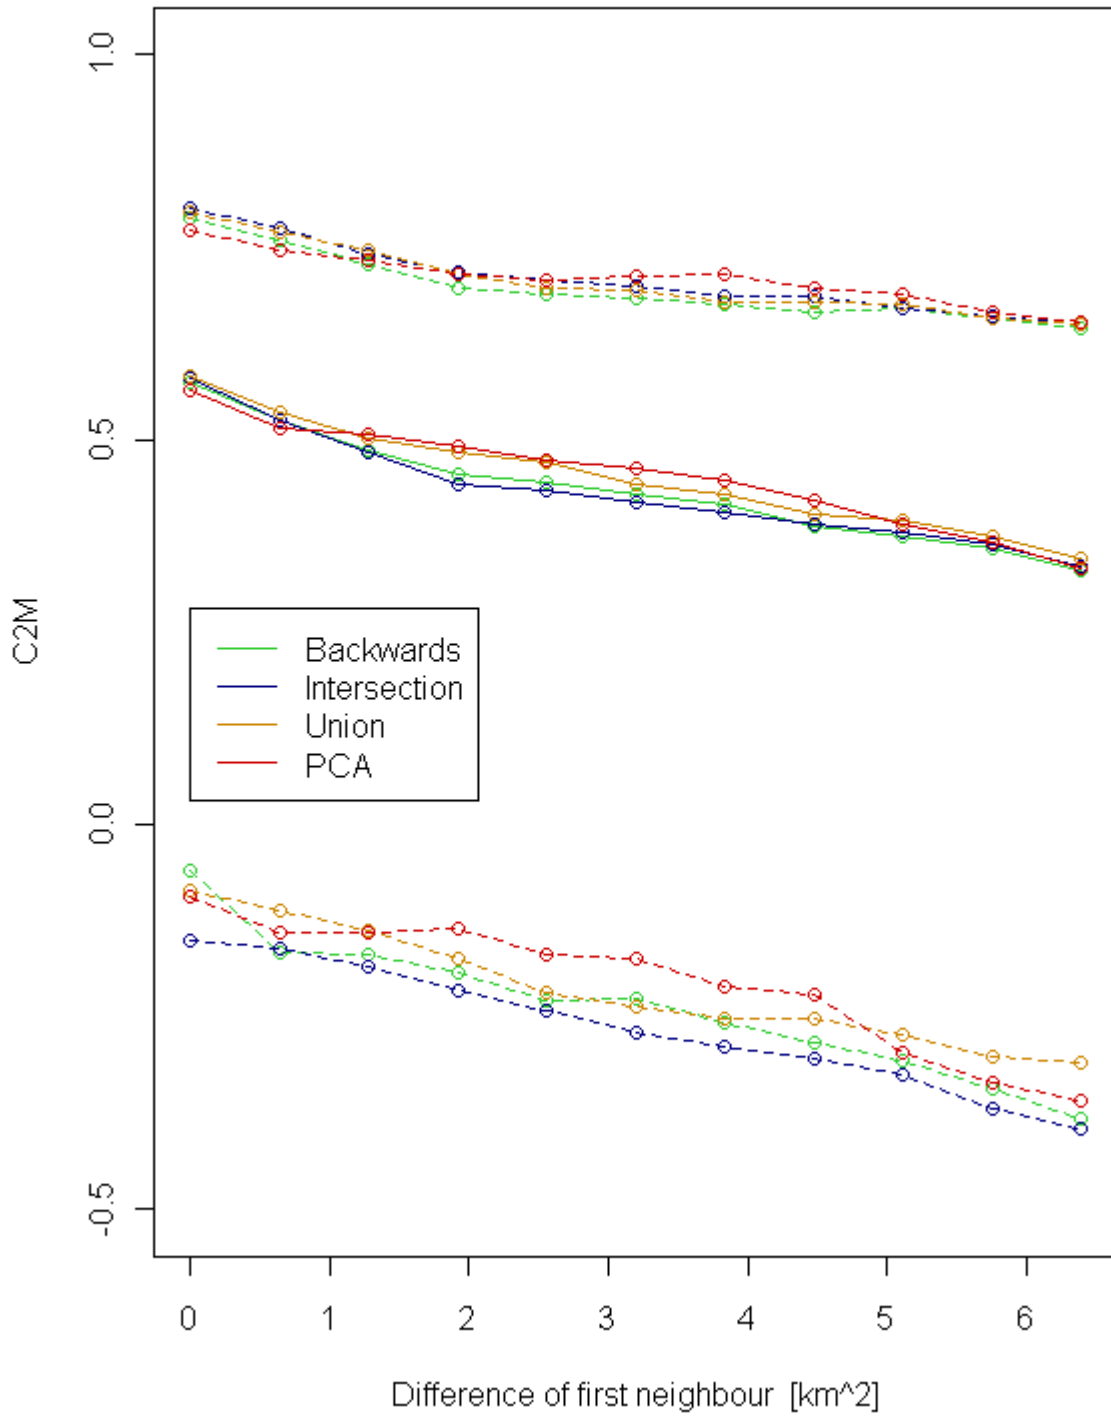 1.0
0.5
0.0
-0.5
C2M
Backwards
Intersection
Union
PCA
0 1 2 3 4 5 6
Difference of first neighbour [km^2]